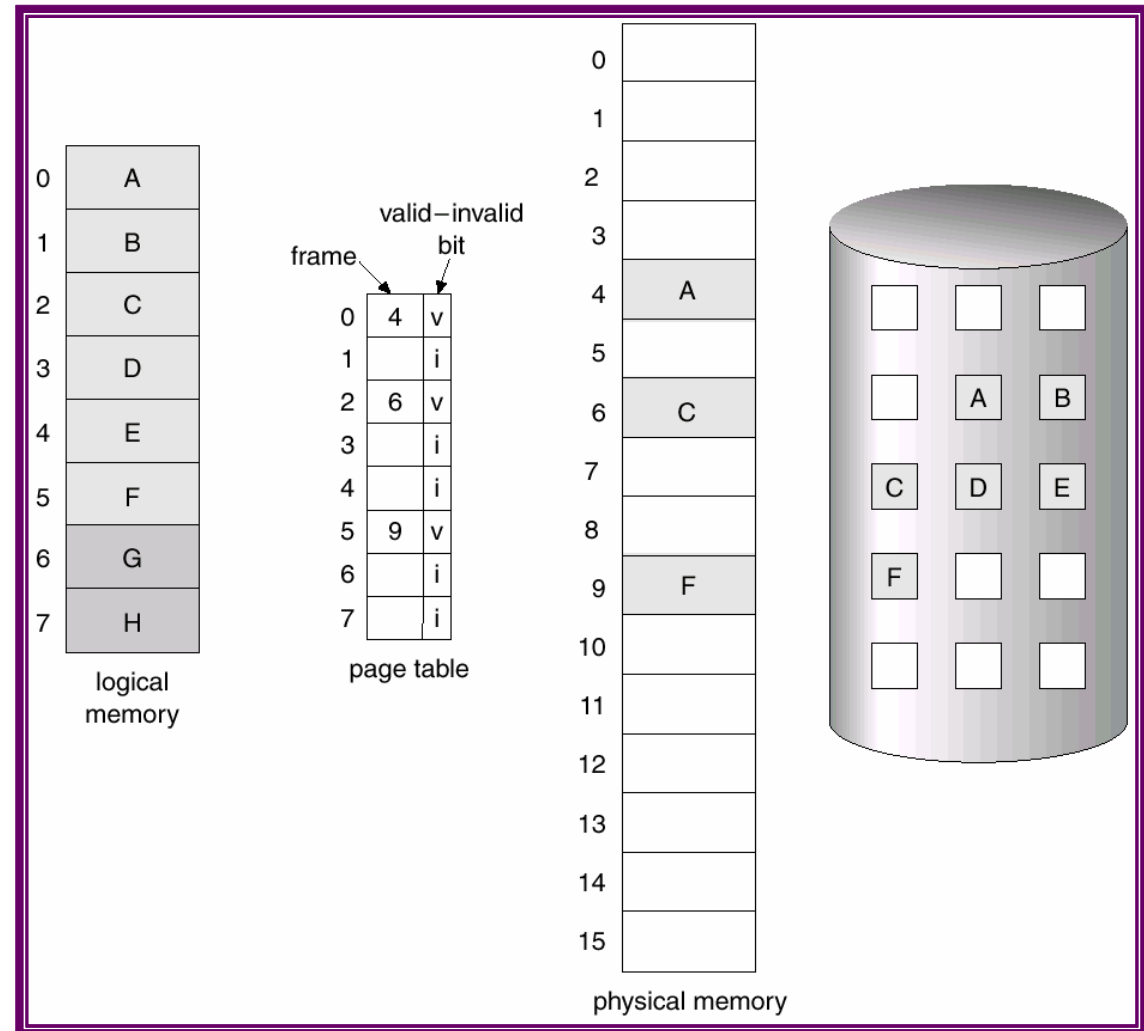 0 A
1 B
2 C
3 D
4 E
5 F
6 G
7 H
logical
memory
valid–invalid
bit
frame
0 4 v
1 i
2 6 v
3 i
4 i
5 9 v
6 i
7 i
page table
0
1
2
3
4 A
5
6 C
7
8
9 F
10
11
12
13
14
15
physical memory
A B
C D E
F